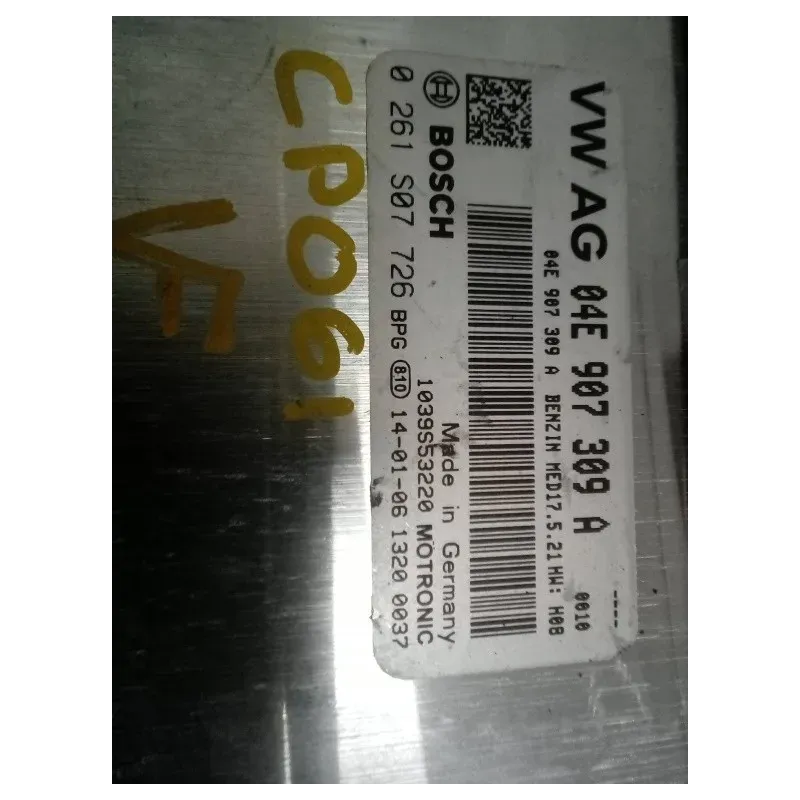 VW AG 04E 907 309 A
----
04E 907 309 A BENZIN MED17.5.21 HW: H08
0010
BOSCH
Made in Germany
1039S53220 MOTRONIC
0 261 S07 726 BPG 810 14-01-06 1320 0037
CP061
VF